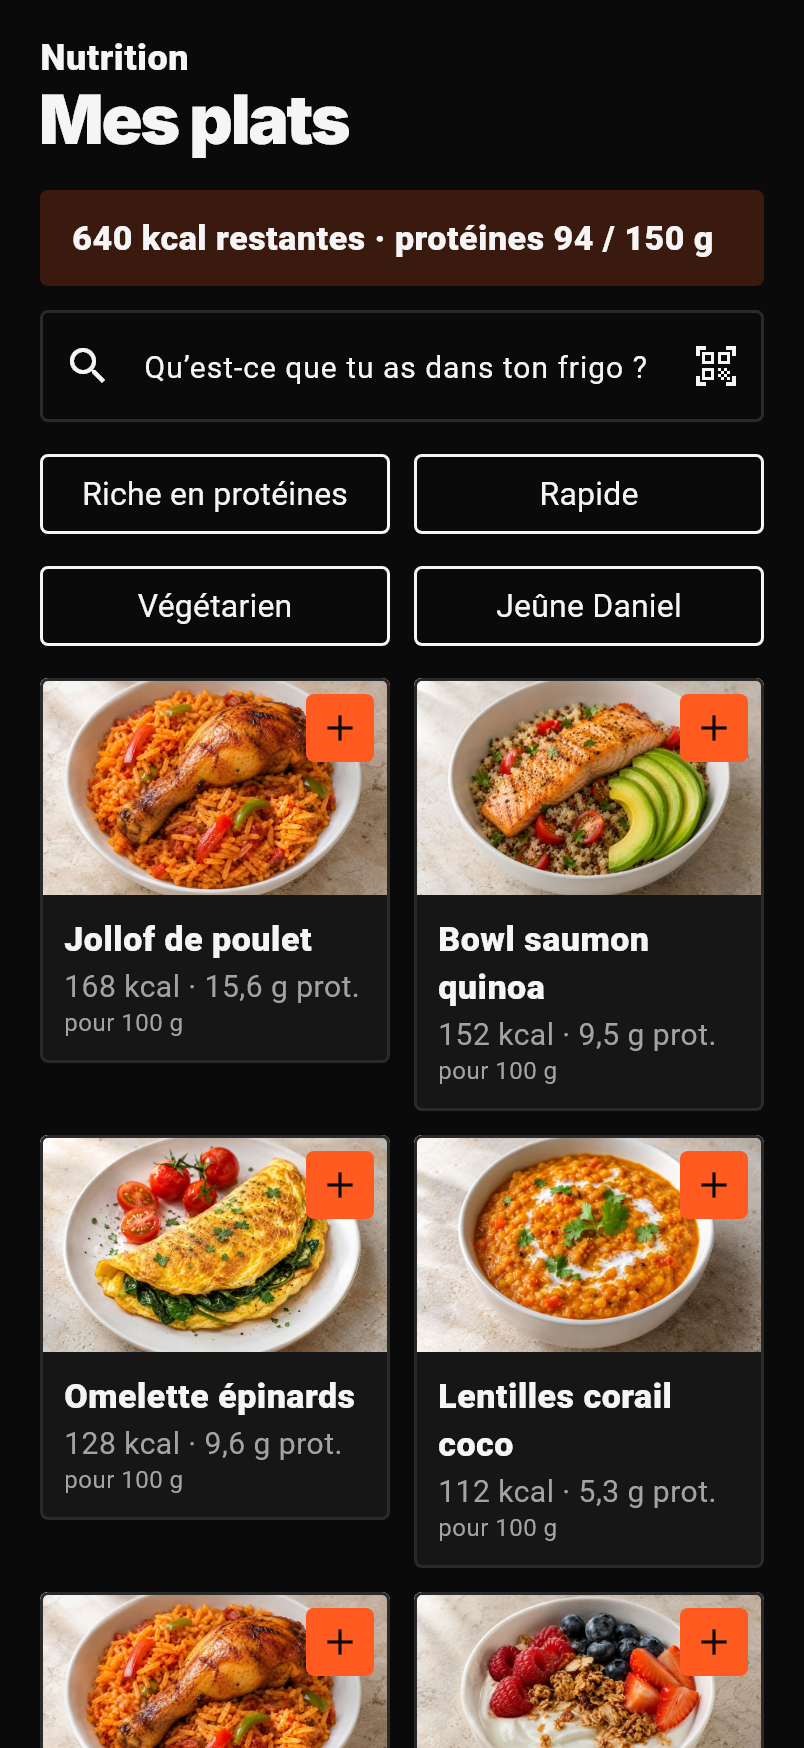 Nutrition
Mes plats
640 kcal restantes · protéines 94 / 150 g
Qu’est-ce que tu as dans ton frigo ?
Riche en protéines
Rapide
Végétarien
Jeûne Daniel
Jollof de poulet
168 kcal · 15,6 g prot.
pour 100 g
Bowl saumon
quinoa
152 kcal · 9,5 g prot.
pour 100 g
Omelette épinards
128 kcal · 9,6 g prot.
pour 100 g
Lentilles corail
coco
112 kcal · 5,3 g prot.
pour 100 g